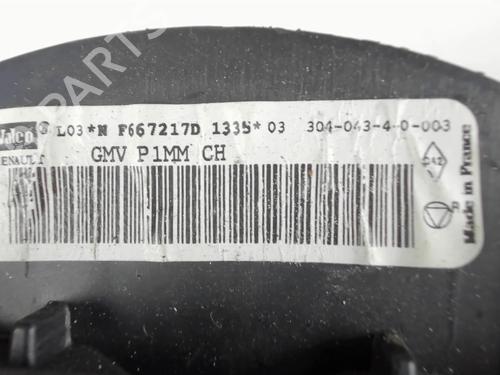 PARTS
Valeo L03*N F667217D 1335* 03 304-043-4-0-003
RENAULT GMV P1MM CH
Made in France